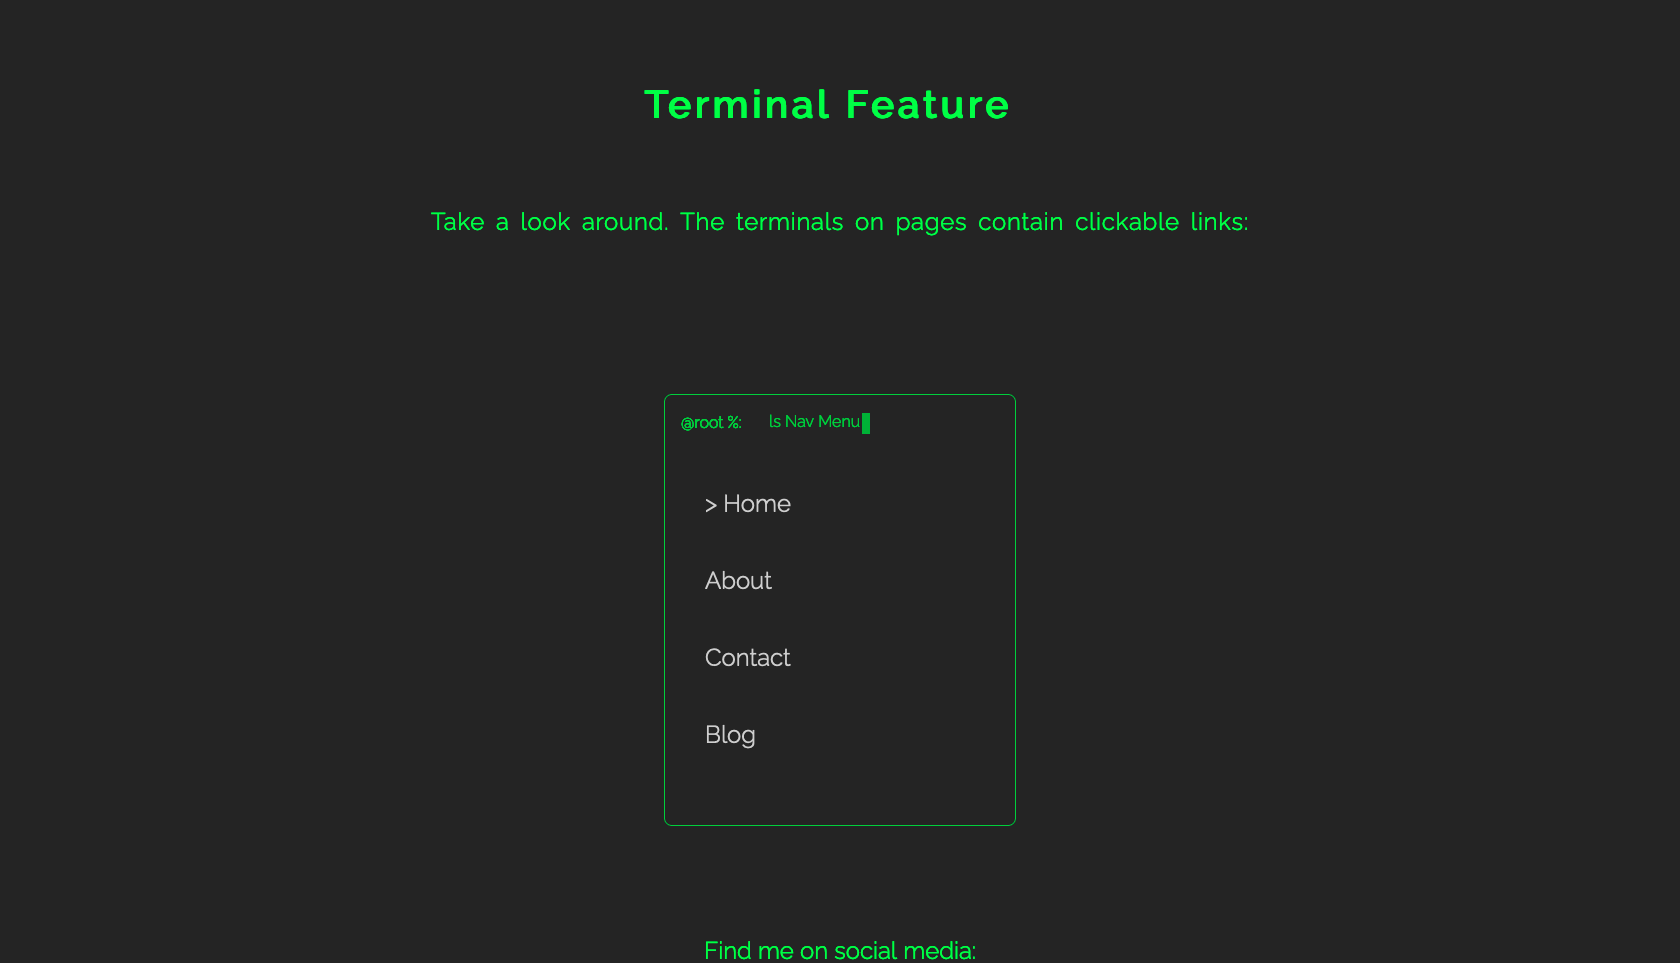 Terminal Feature
Take a look around. The terminals on pages contain clickable links:
@root %: ls Nav Menu
> Home
About
Contact
Blog
Find me on social media: